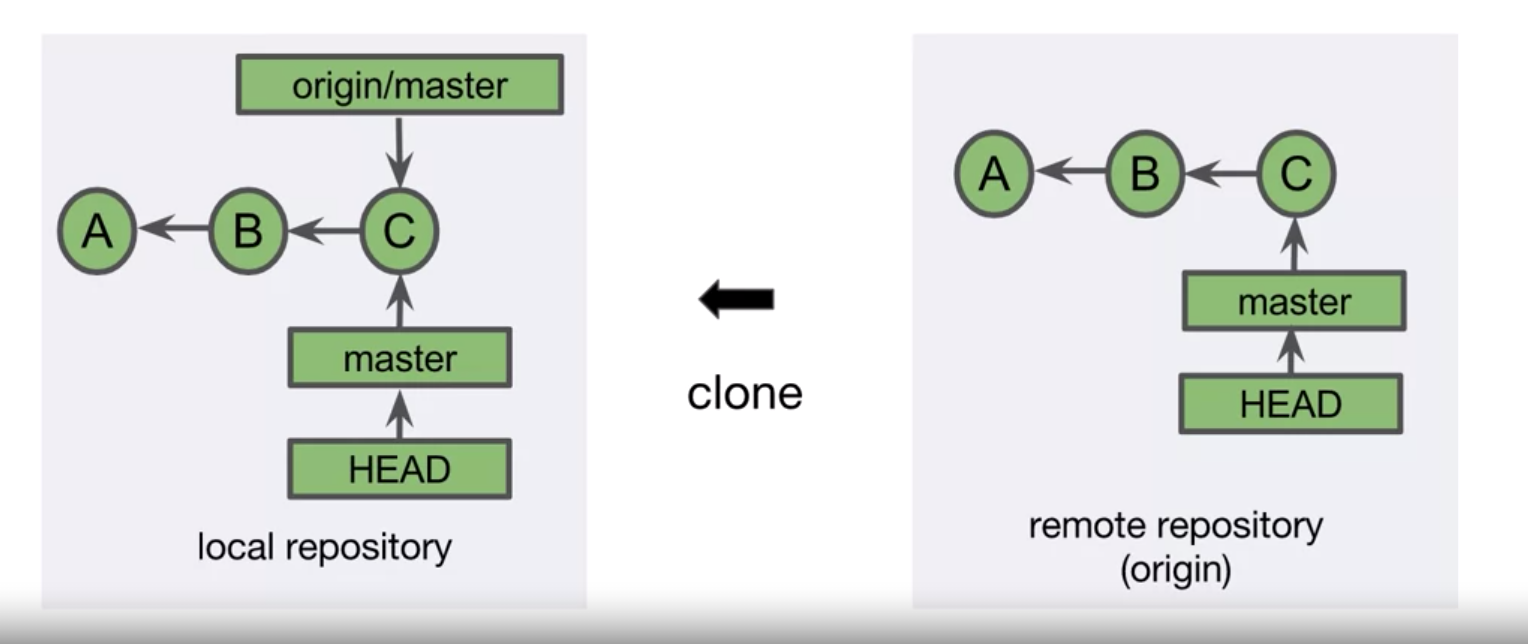 origin/master
A
B
C
master
HEAD
local repository
clone
A
B
C
master
HEAD
remote repository
(origin)